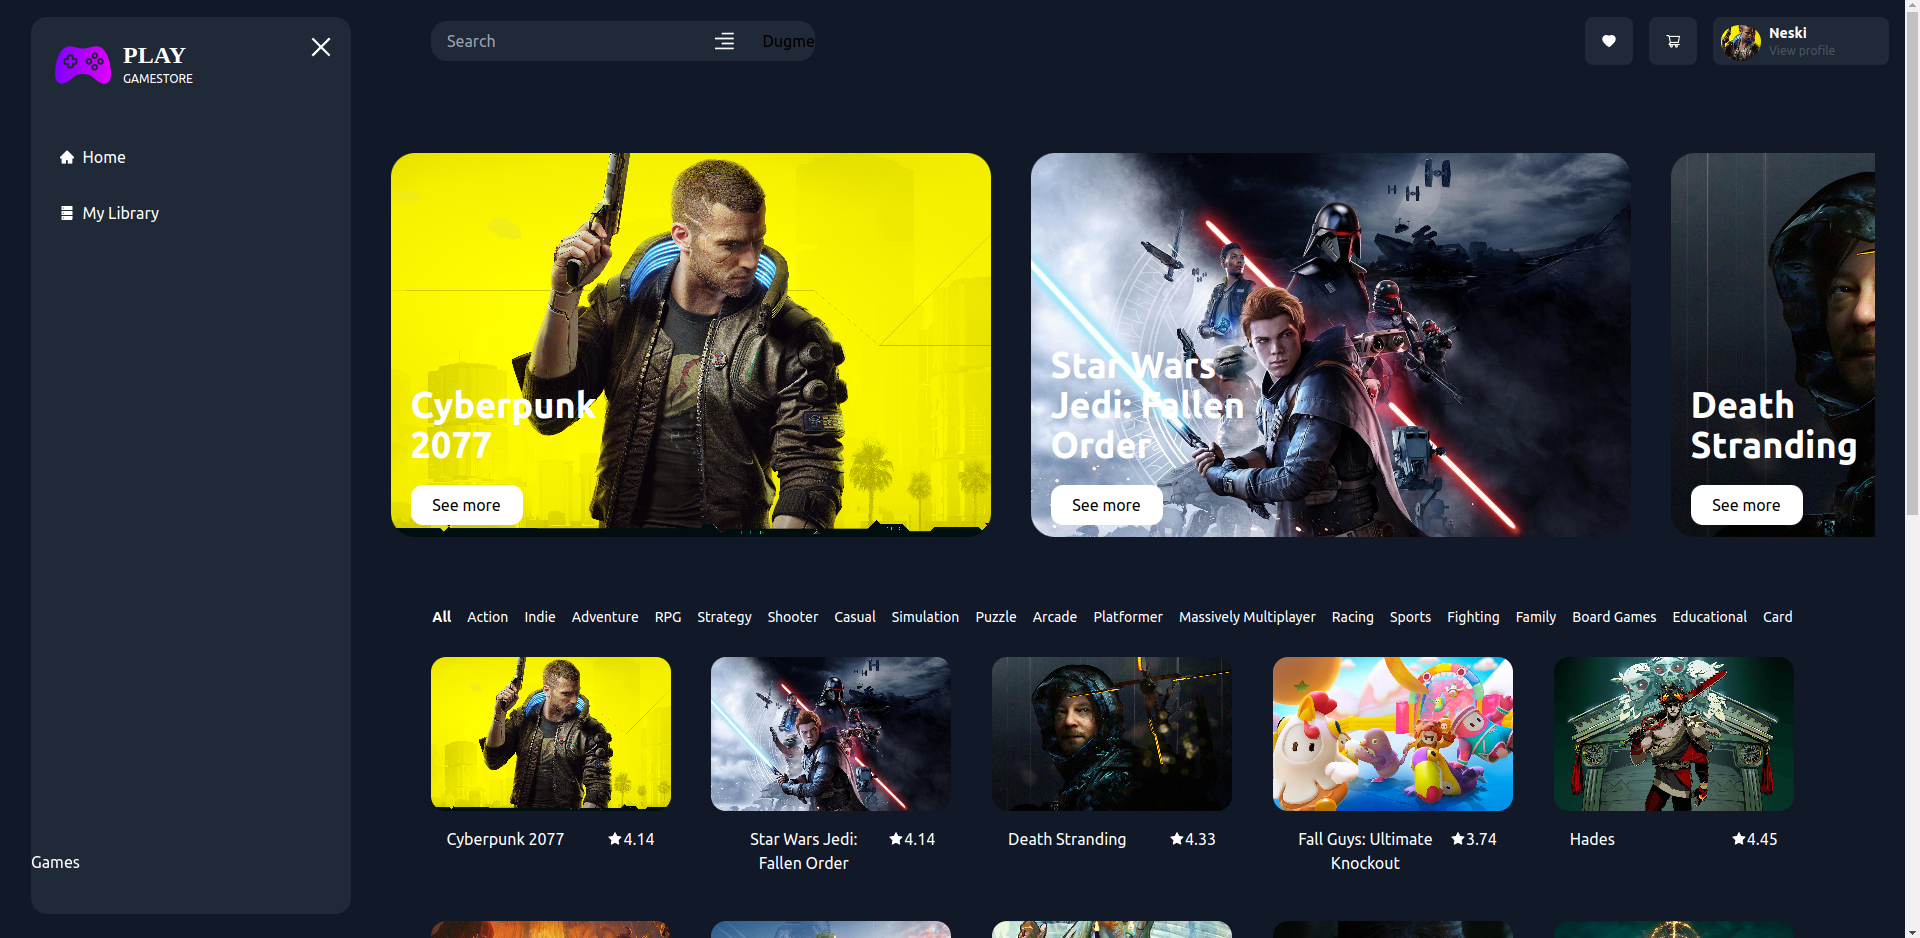 PLAY
GAMESTORE
Home
My Library
Games
Search
Dugme
Neski
View profile
Cyberpunk
2077
See more
Star Wars
Jedi: Fallen
Order
See more
Death
Stranding
See more
All Action Indie Adventure RPG Strategy Shooter Casual Simulation Puzzle Arcade Platformer Massively Multiplayer Racing Sports Fighting Family Board Games Educational Card
Cyberpunk 2077 4.14
Star Wars Jedi: 4.14
Fallen Order
Death Stranding 4.33
Fall Guys: Ultimate 3.74
Knockout
Hades 4.45